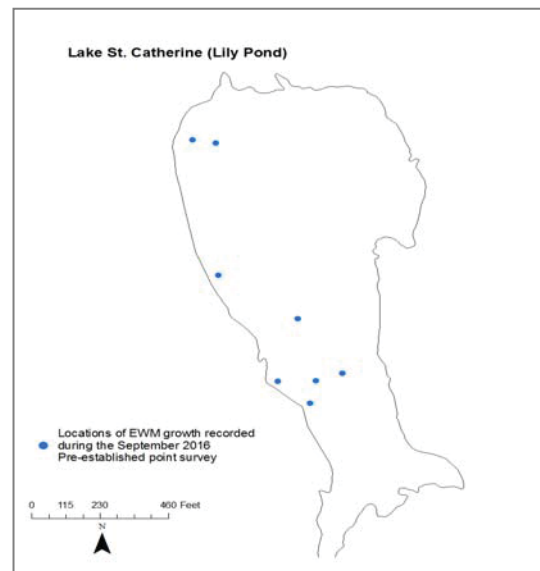 Lake St. Catherine (Lily Pond)
Locations of EWM growth recorded
during the September 2016
Pre-established point survey
0 115 230 460 Feet
N